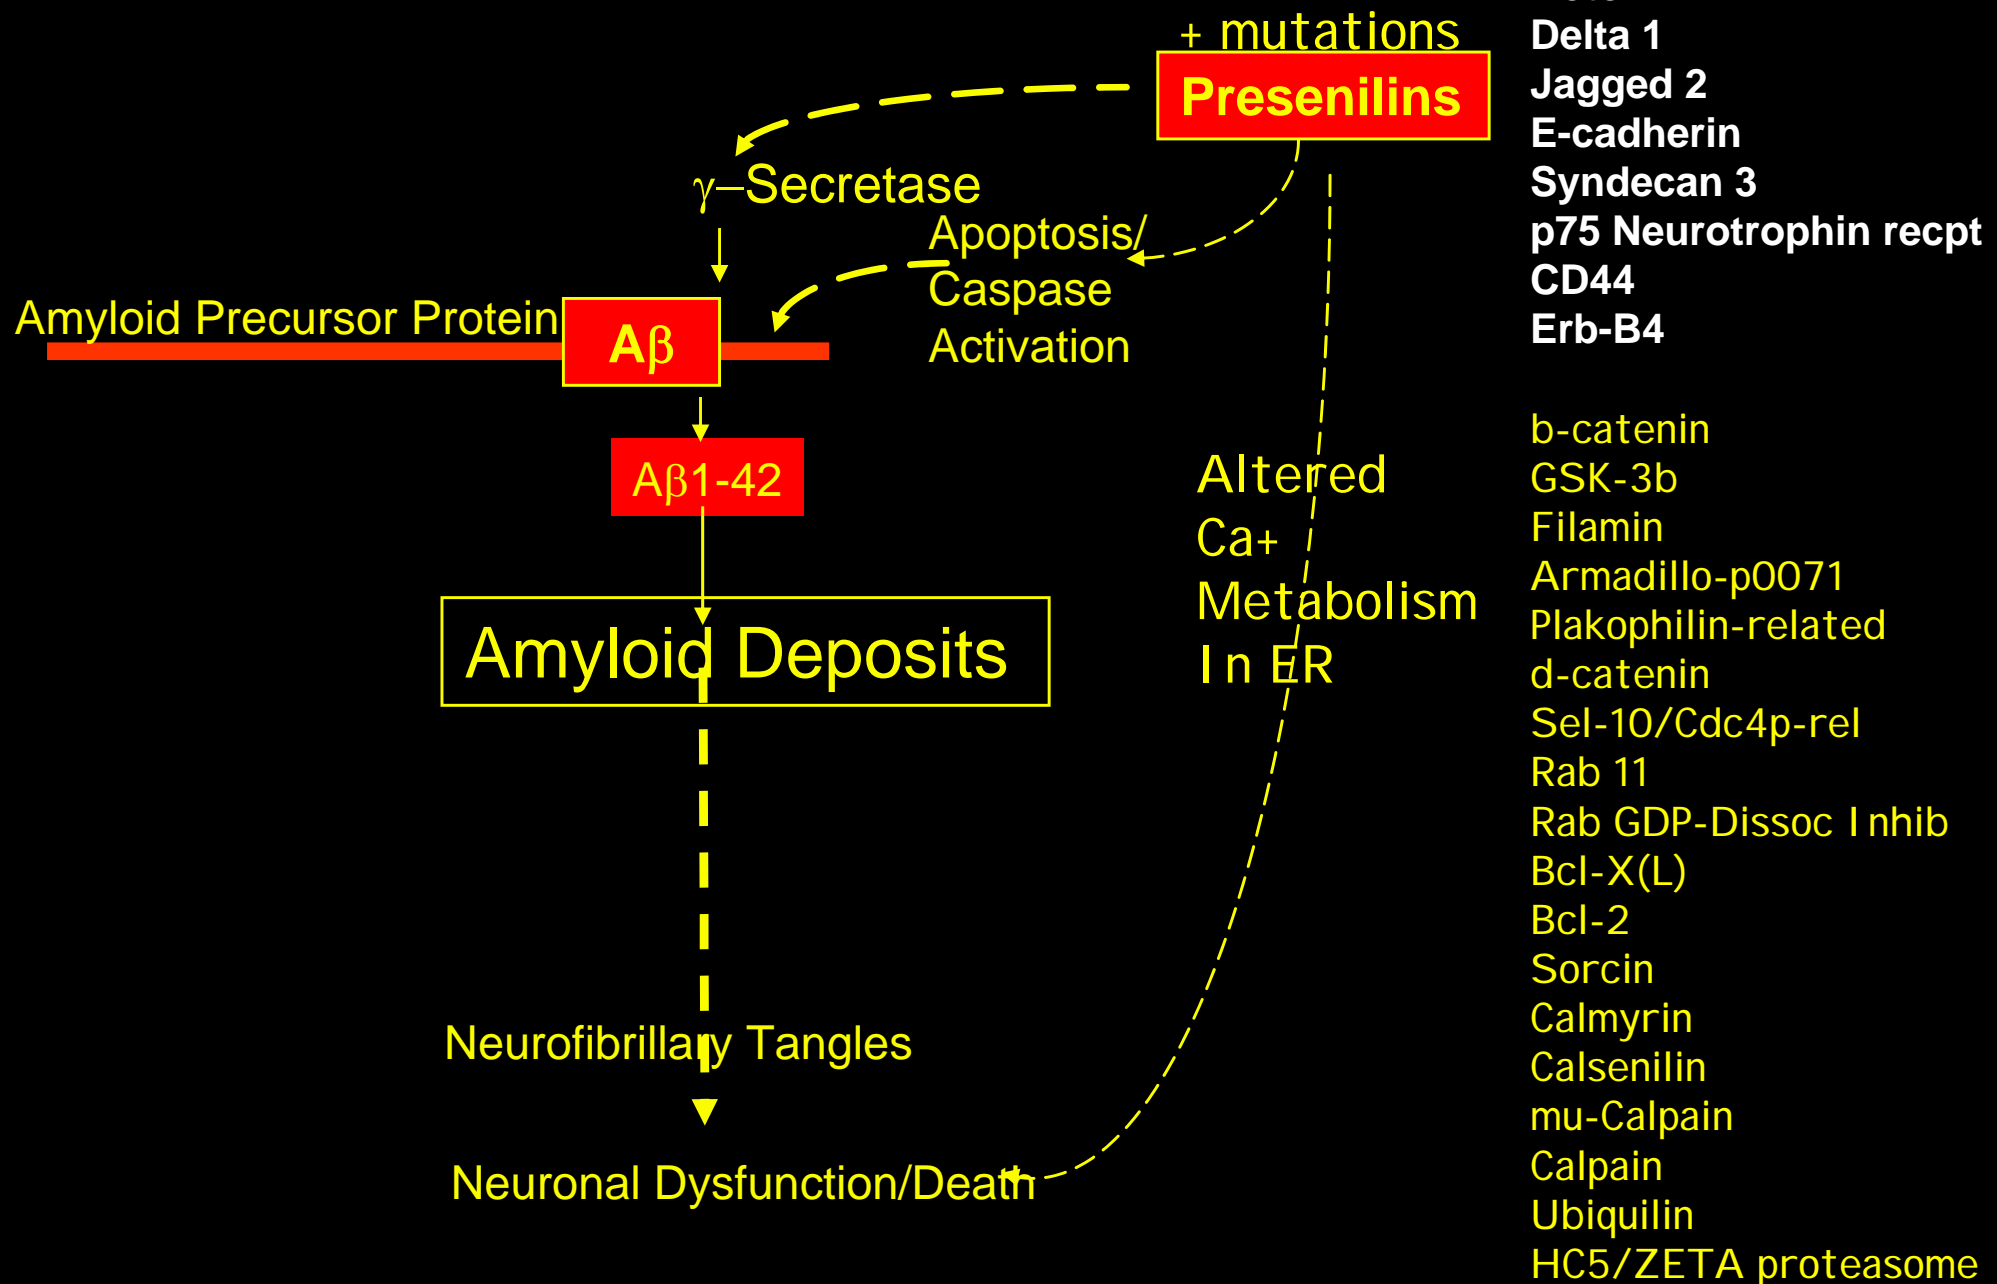 + mutations
Presenilins
γ–Secretase
Apoptosis/
Caspase
Activation
Amyloid Precursor Protein
Aβ
Aβ1-42
Altered
Ca+
Metabolism
In ER
Amyloid Deposits
Neurofibrillary Tangles
Neuronal Dysfunction/Death
Delta 1
Jagged 2
E-cadherin
Syndecan 3
p75 Neurotrophin recpt
CD44
Erb-B4
b-catenin
GSK-3b
Filamin
Armadillo-p0071
Plakophilin-related
d-catenin
Sel-10/Cdc4p-rel
Rab 11
Rab GDP-Dissoc Inhib
Bcl-X(L)
Bcl-2
Sorcin
Calmyrin
Calsenilin
mu-Calpain
Calpain
Ubiquilin
HC5/ZETA proteasome